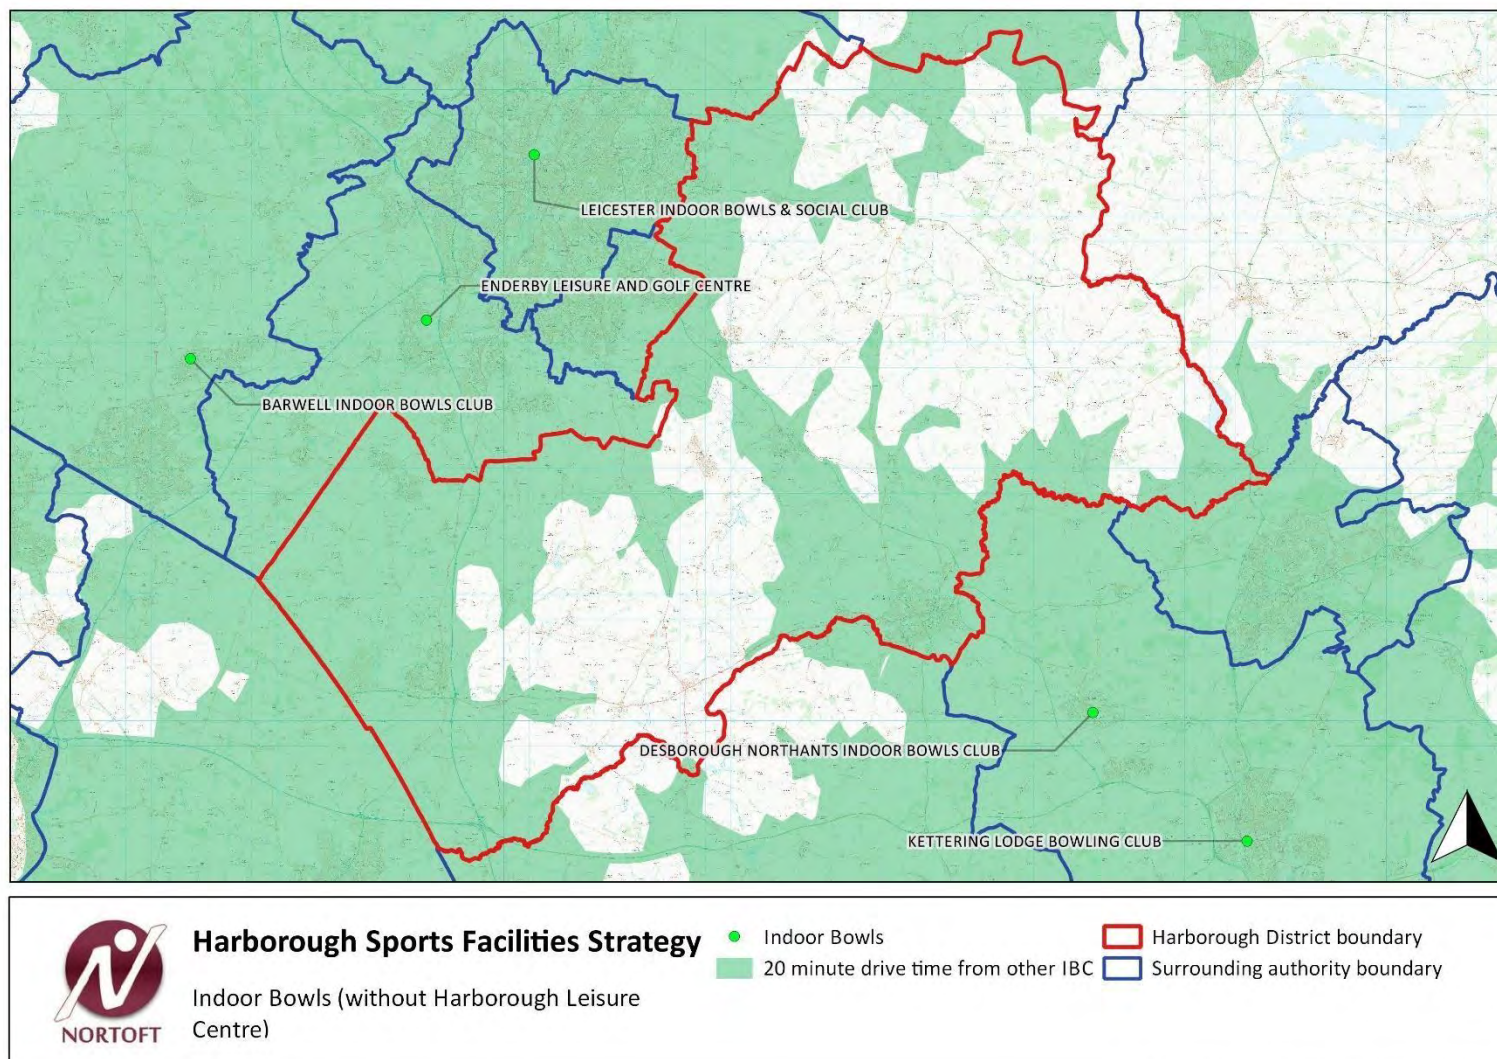 LEICESTER INDOOR BOWLS & SOCIAL CLUB
ENDERBY LEISURE AND GOLF CENTRE
BARWELL INDOOR BOWLS CLUB
DESBOROUGH NORTHANTS INDOOR BOWLS CLUB
KETTERING LODGE BOWLING CLUB
NORTOFT
Harborough Sports Facilities Strategy
Indoor Bowls (without Harborough Leisure
Centre)
Indoor Bowls
20 minute drive time from other IBC
Harborough District boundary
Surrounding authority boundary